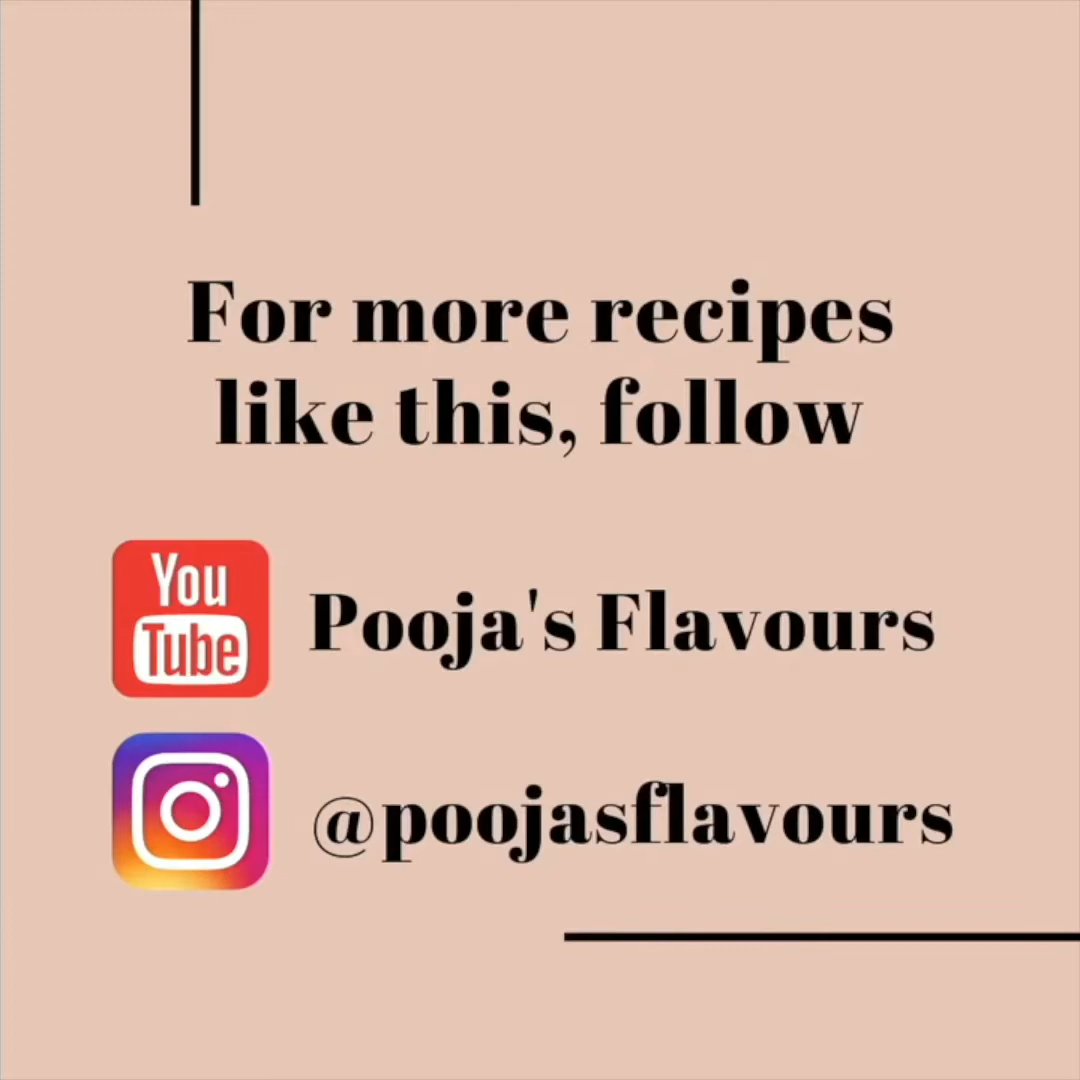 For more recipes
like this, follow
You
Tube
Pooja's Flavours
@poojasflavours